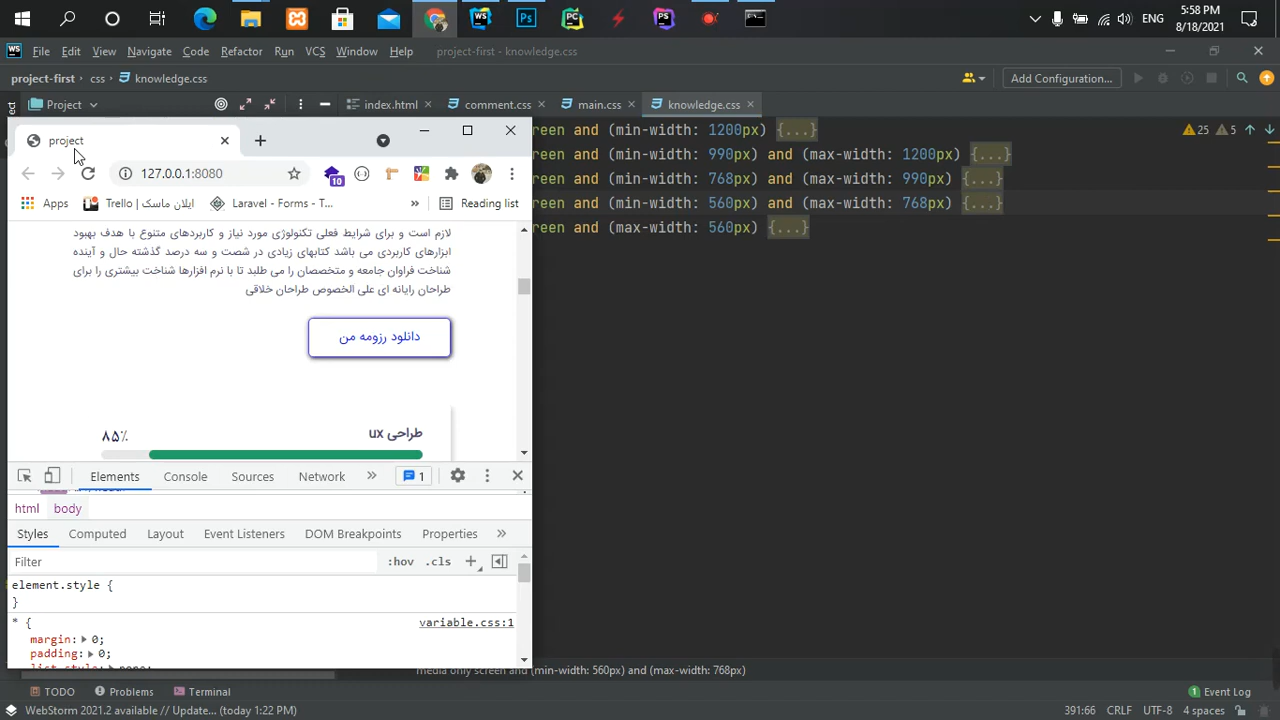 5:58 PM
ENG
8/18/2021
File Edit View Navigate Code Refactor Run VCS Window Help project-first - knowledge.css
project-first css knowledge.css Add Configuration...
Project index.html comment.css main.css knowledge.css
project
reen and (min-width: 1200px) {...}
25 5
reen and (min-width: 990px) and (max-width: 1200px) {...}
127.0.0.1:8080
10
reen and (min-width: 768px) and (max-width: 990px) {...}
Apps Trello | ایلان ماسک Laravel - Forms - T... » Reading list
reen and (min-width: 560px) and (max-width: 768px) {...}
reen and (max-width: 560px) {...}
لازم است و برای شرایط فعلی تکنولوژی مورد نیاز و کاربردهای متنوع با هدف بهبود
ابزارهای کاربردی می باشد کتابهای زیادی در شصت و سه درصد گذشته حال و آینده
شناخت فراوان جامعه و متخصصان را می طلبد تا با نرم افزارها شناخت بیشتری را برای
طراحان رایانه ای علی الخصوص طراحان خلاقی
دانلود رزومه من
طراحی ux
۸۵٪
Elements Console Sources Network » 1
html body
Styles Computed Layout Event Listeners DOM Breakpoints Properties »
Filter :hov .cls +
element.style {
}
* { variable.css:1
margin: 0;
padding: 0;
list-style: none;
media only screen and (min-width: 560px) and (max-width: 768px)
TODO Problems Terminal 1 Event Log
WebStorm 2021.2 available // Update... (today 1:22 PM) 391:66 CRLF UTF-8 4 spaces